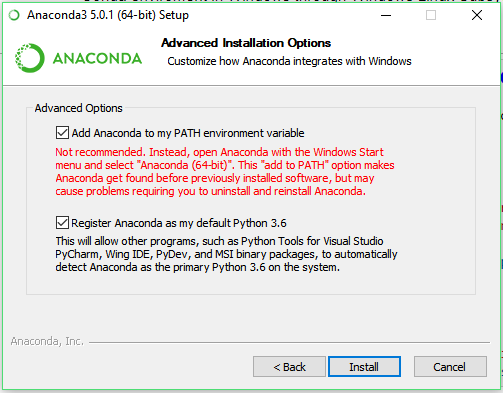 Anaconda3 5.0.1 (64-bit) Setup
ANACONDA
Advanced Installation Options
Customize how Anaconda integrates with Windows
Advanced Options
Add Anaconda to my PATH environment variable
Not recommended. Instead, open Anaconda with the Windows Start
menu and select "Anaconda (64-bit)". This "add to PATH" option makes
Anaconda get found before previously installed software, but may
cause problems requiring you to uninstall and reinstall Anaconda.
Register Anaconda as my default Python 3.6
This will allow other programs, such as Python Tools for Visual Studio
PyCharm, Wing IDE, PyDev, and MSI binary packages, to automatically
detect Anaconda as the primary Python 3.6 on the system.
Anaconda, Inc.
< Back
Install
Cancel